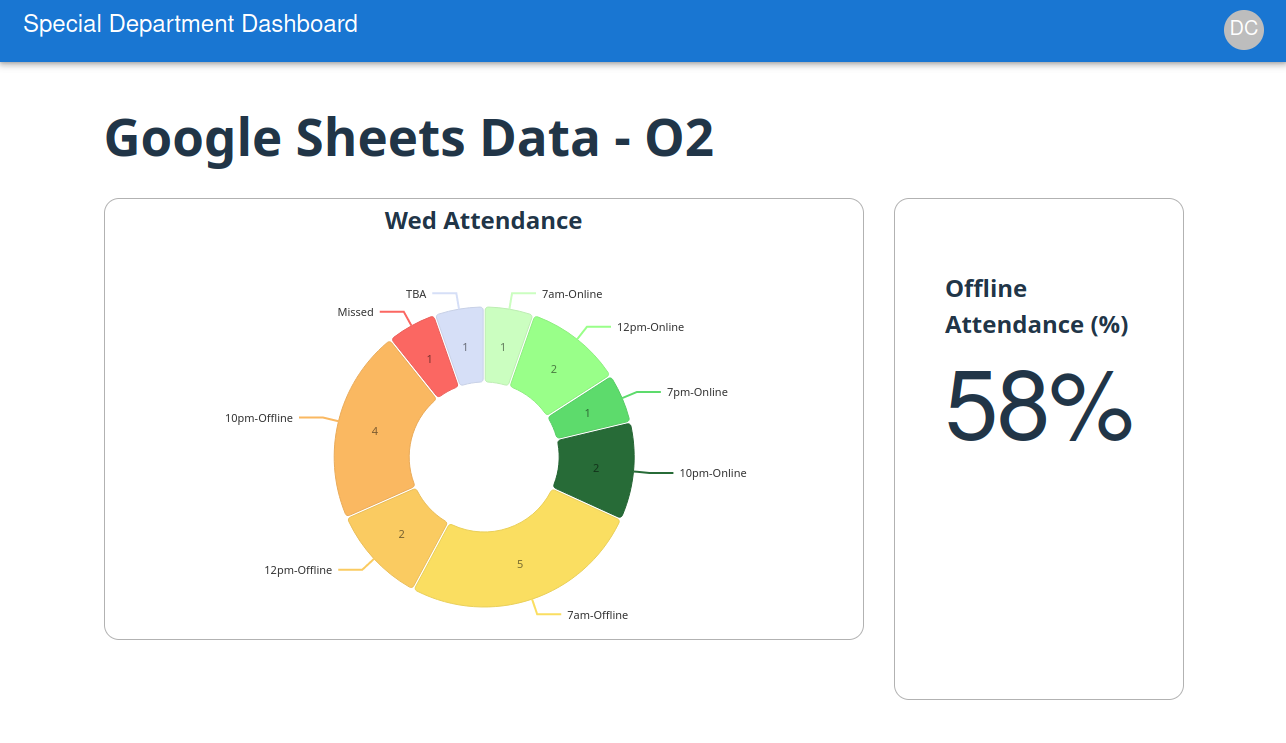 Special Department Dashboard
DC
Google Sheets Data - O2
Wed Attendance
TBA
7am-Online
Missed
12pm-Online
1
1
1
2
7pm-Online
10pm-Offline
1
4
2
10pm-Online
2
12pm-Offline
5
7am-Offline
Offline
Attendance (%)
58%